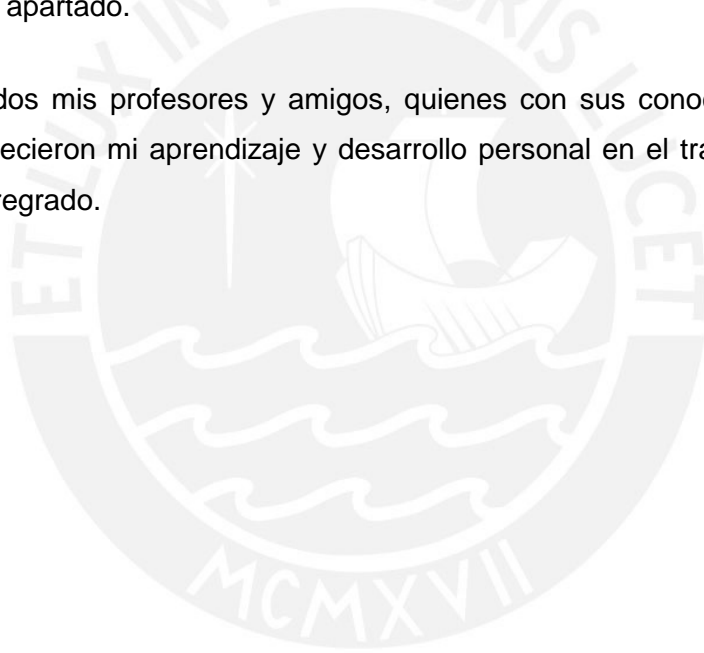 apartado.
dos mis profesores y amigos, quienes con sus conoc
ecieron mi aprendizaje y desarrollo personal en el tra
regrado.
ET LUX IN TENEBRIS LUCET
MCMXVII